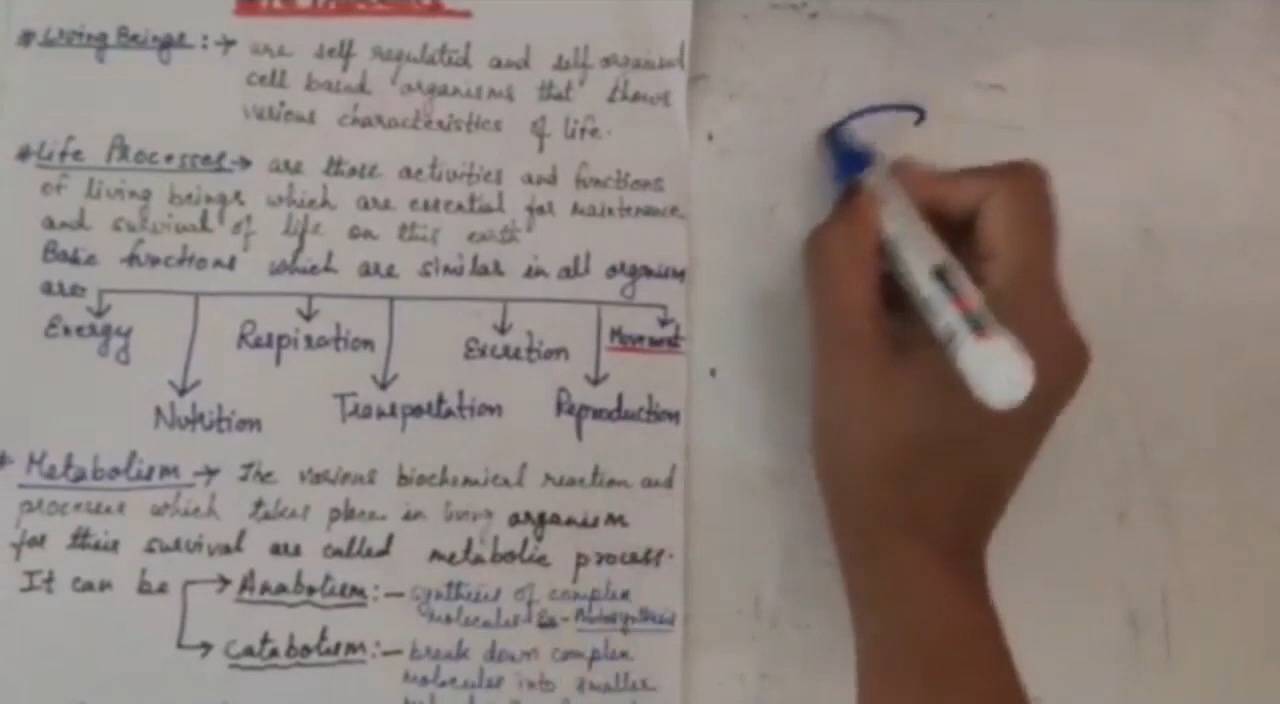 * Living Beings :→ are self regulated and self organised
cell based organisms that shows
various characteristics of life.
* Life Processes → are those activities and functions
of living beings which are essential for maintenence
and survival of life on this earth
Basic functions which are similar in all organism
are
Energy Respiration Excretion Movement
Nutrition Transportation Reproduction
* Metabolism → The various biochemical reaction and
processes which takes place in living organism
for their survival are called metabolic process.
It can be → Anabolism :- synthesis of complex
molecules Ex -
→ Catabolism :- break down complex
molecules into smaller